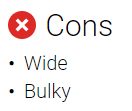 Cons
• Wide
• Bulky